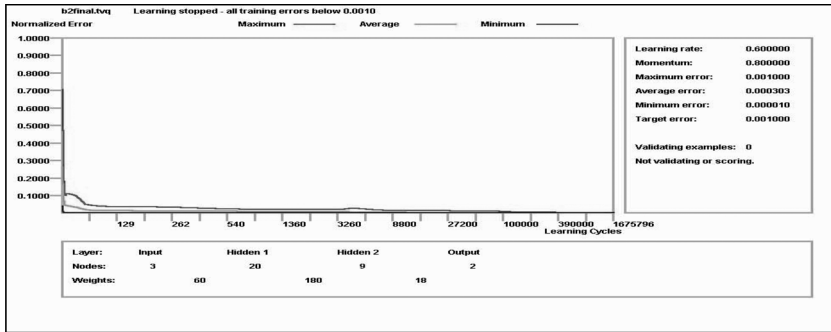 b2final.tvq Learning stopped - all training errors below 0.0010
Normalized Error Maximum Average Minimum
1.0000
0.9000
0.8000
0.7000
0.6000
0.5000
0.4000
0.3000
0.2000
0.1000
129 262 540 1360 3260 8800 27200 100000 390000 1675796
Learning Cycles
Learning rate: 0.600000
Momentum: 0.800000
Maximum error: 0.001000
Average error: 0.000303
Minimum error: 0.000010
Target error: 0.001000
Validating examples: 0
Not validating or scoring.
Layer: Input Hidden 1 Hidden 2 Output
Nodes: 3 20 9 2
Weights: 60 180 18